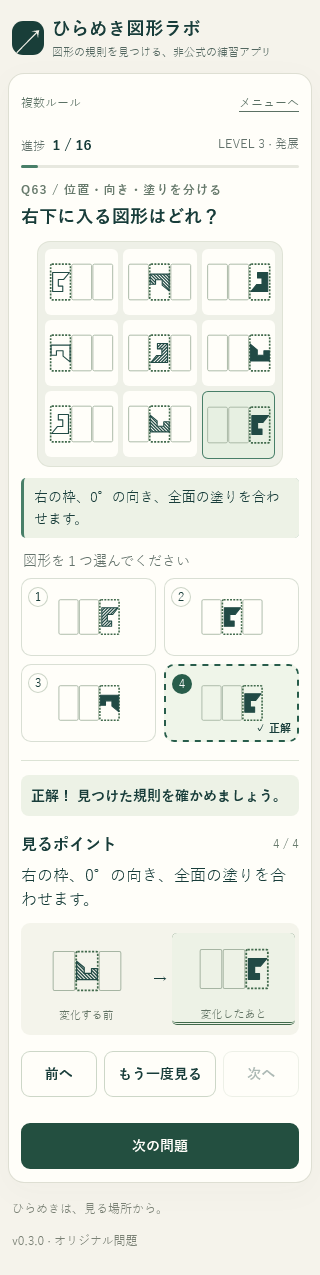 ひらめき図形ラボ
図形の規則を見つける、非公式の練習アプリ
複数ルール
メニューへ
進捗 1 / 16
LEVEL 3 · 発展
Q63 / 位置・向き・塗りを分ける
右下に入る図形はどれ？
右の枠、0°の向き、全面の塗りを合わ
せます。
図形を1つ選んでください
1
2
3
4
✓ 正解
正解！ 見つけた規則を確かめましょう。
見るポイント
4 / 4
右の枠、0°の向き、全面の塗りを合
わせます。
→
変化する前
変化したあと
前へ
もう一度見る
次へ
次の問題
ひらめきは、見る場所から。
v0.3.0 · オリジナル問題